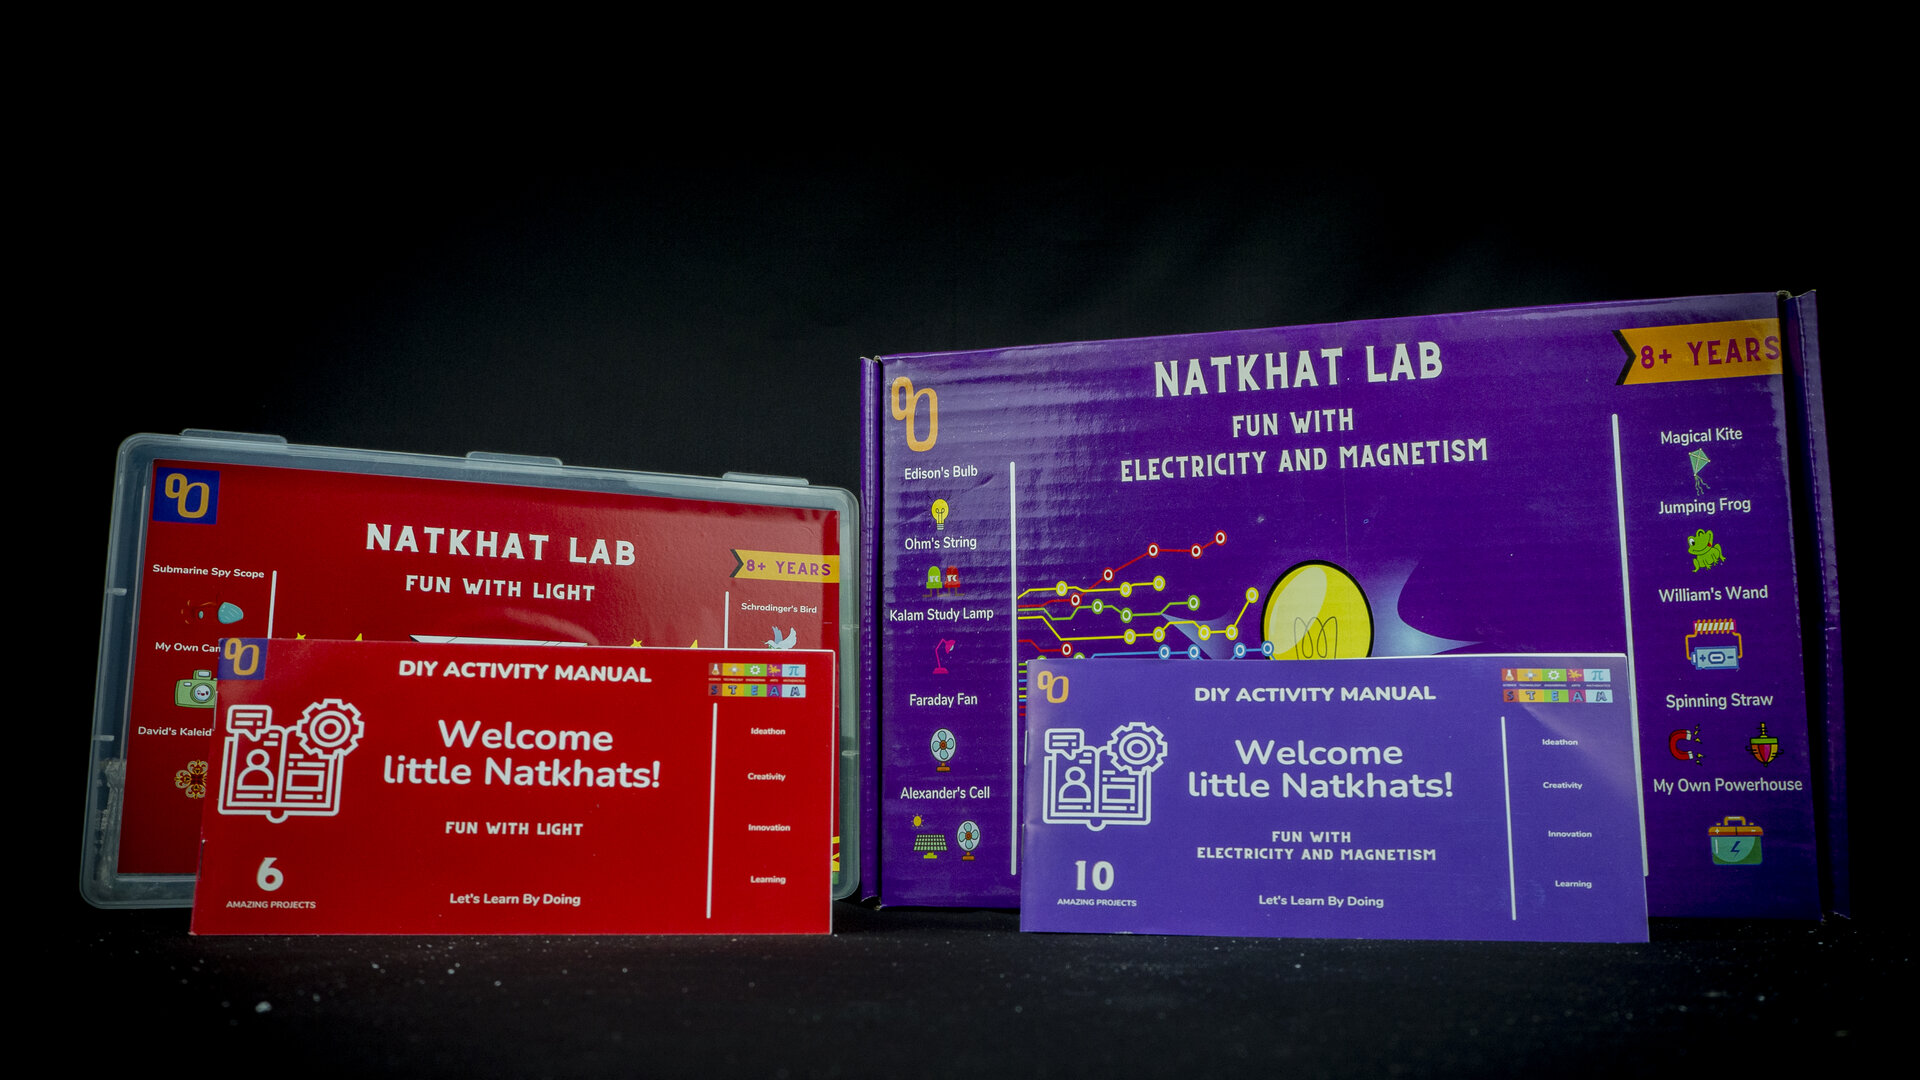 NATKHAT LAB
FUN WITH LIGHT
8+ YEARS
Submarine Spy Scope
My Own
David's
Schrodinger's Bird
DIY ACTIVITY MANUAL
STEAM
Welcome
little Natkhats!
FUN WITH LIGHT
6
AMAZING PROJECTS
Let's Learn By Doing
Ideathon
Creativity
Innovation
Learning
NATKHAT LAB
FUN WITH
ELECTRICITY AND MAGNETISM
8+ YEARS
Edison's Bulb
Ohm's String
Kalam Study Lamp
Faraday Fan
Alexander's Cell
Magical Kite
Jumping Frog
William's Wand
Spinning Straw
My Own Powerhouse
DIY ACTIVITY MANUAL
STEAM
Welcome
little Natkhats!
FUN WITH
ELECTRICITY AND MAGNETISM
10
AMAZING PROJECTS
Let's Learn By Doing
Ideathon
Creativity
Innovation
Learning